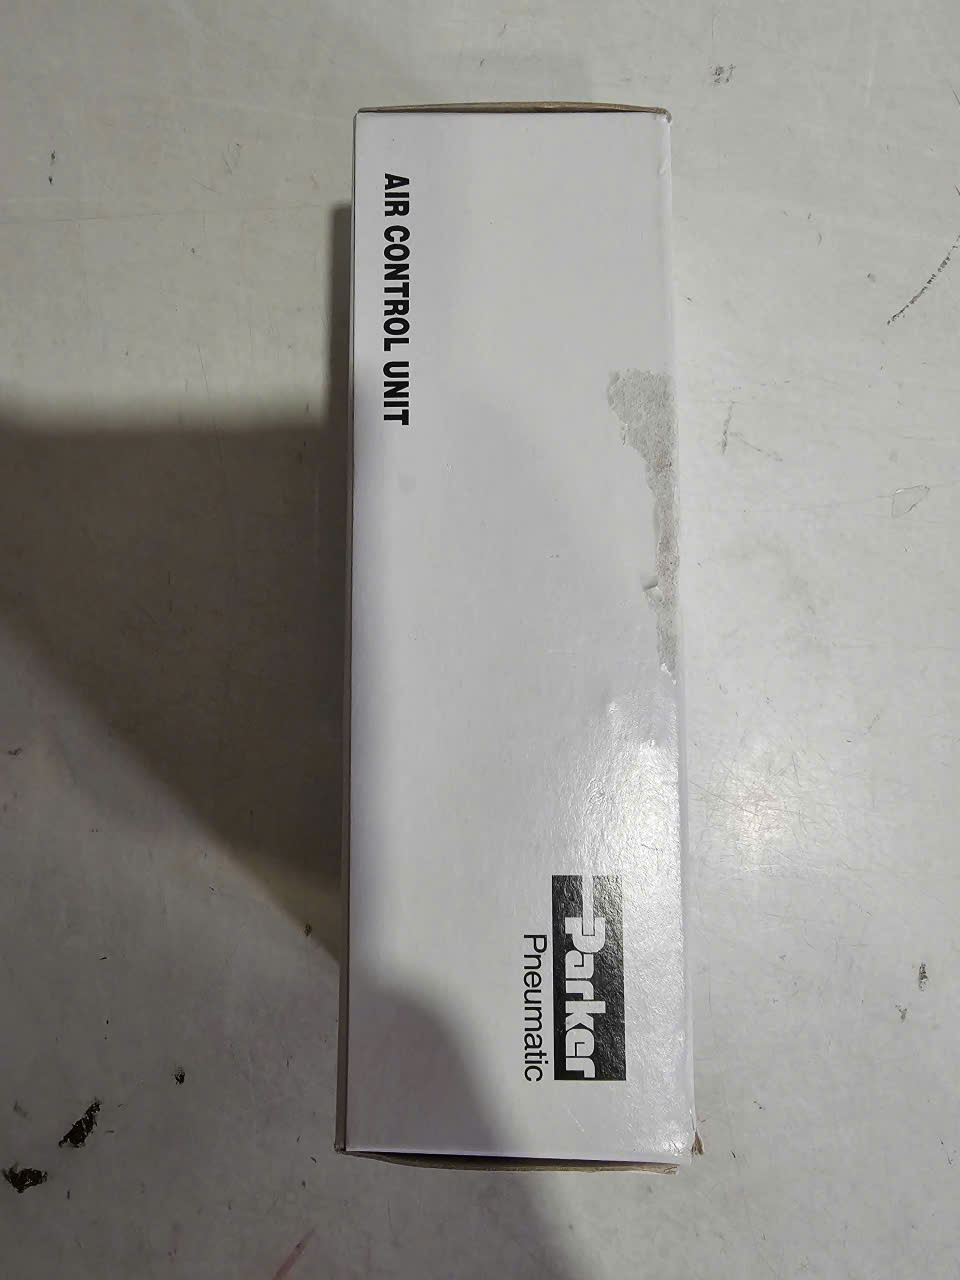 AIR CONTROL UNIT
Parker
Pneumatic